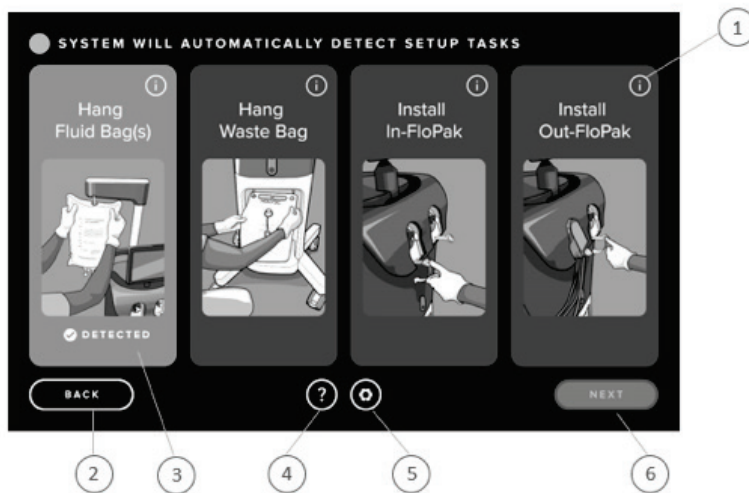 1
SYSTEM WILL AUTOMATICALLY DETECT SETUP TASKS
i
Hang
Fluid Bag(s)
DETECTED
i
Hang
Waste Bag
i
Install
In-FloPak
i
Install
Out-FloPak
BACK
?
NEXT
2
3
4
5
6